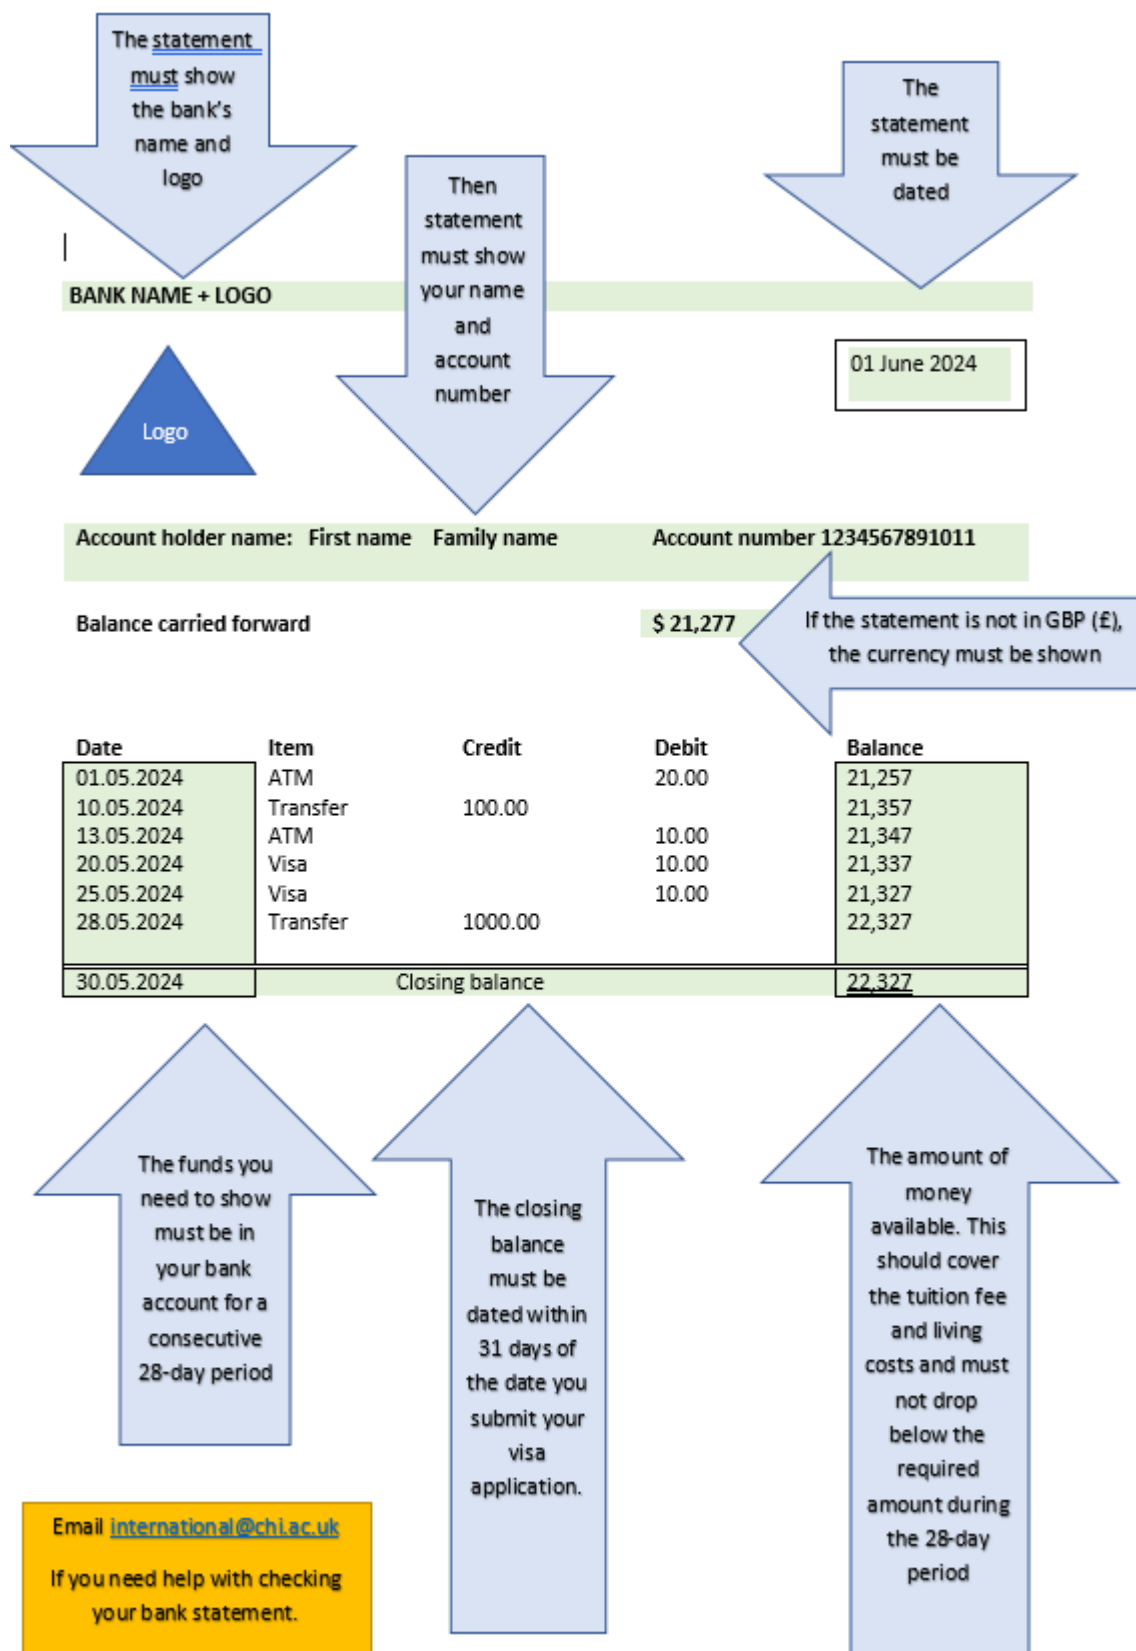 The statement
must show
the bank's
name and
logo
Then
statement
must show
your name
and
account
number
The
statement
must be
dated
BANK NAME + LOGO
01 June 2024
Logo
Account holder name: First name Family name Account number 1234567891011
Balance carried forward $ 21,277
If the statement is not in GBP (£),
the currency must be shown
Date Item Credit Debit Balance
01.05.2024 ATM 20.00 21,257
10.05.2024 Transfer 100.00 21,357
13.05.2024 ATM 10.00 21,347
20.05.2024 Visa 10.00 21,337
25.05.2024 Visa 10.00 21,327
28.05.2024 Transfer 1000.00 22,327
30.05.2024 Closing balance 22,327
The funds you
need to show
must be in
your bank
account for a
consecutive
28-day period
The closing
balance
must be
dated within
31 days of
the date you
submit your
visa
application.
The amount of
money
available. This
should cover
the tuition fee
and living
costs and must
not drop
below the
required
amount during
the 28-day
period
Email international@chi.ac.uk
If you need help with checking
your bank statement.